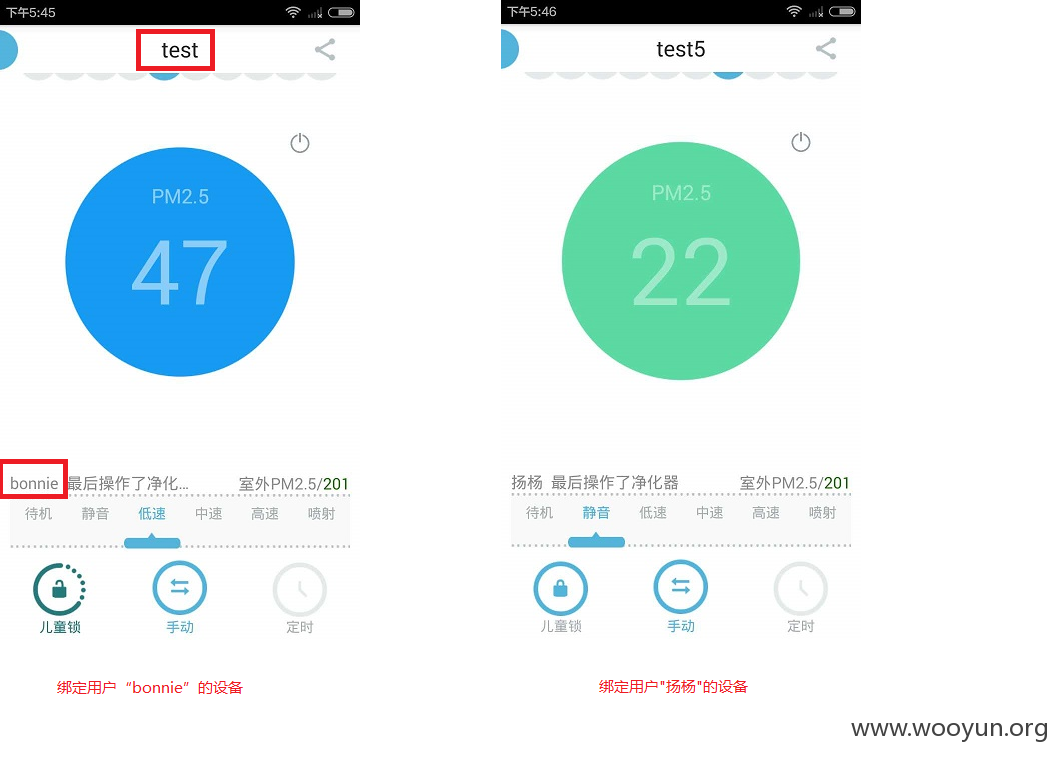 下午5:45
test
PM2.5
47
bonnie 最后操作了净化... 室外PM2.5/201
待机 静音 低速 中速 高速 喷射
儿童锁 手动 定时
绑定用户“bonnie”的设备
下午5:46
test5
PM2.5
22
扬杨 最后操作了净化器 室外PM2.5/201
待机 静音 低速 中速 高速 喷射
儿童锁 手动 定时
绑定用户"扬杨"的设备
www.wooyun.org